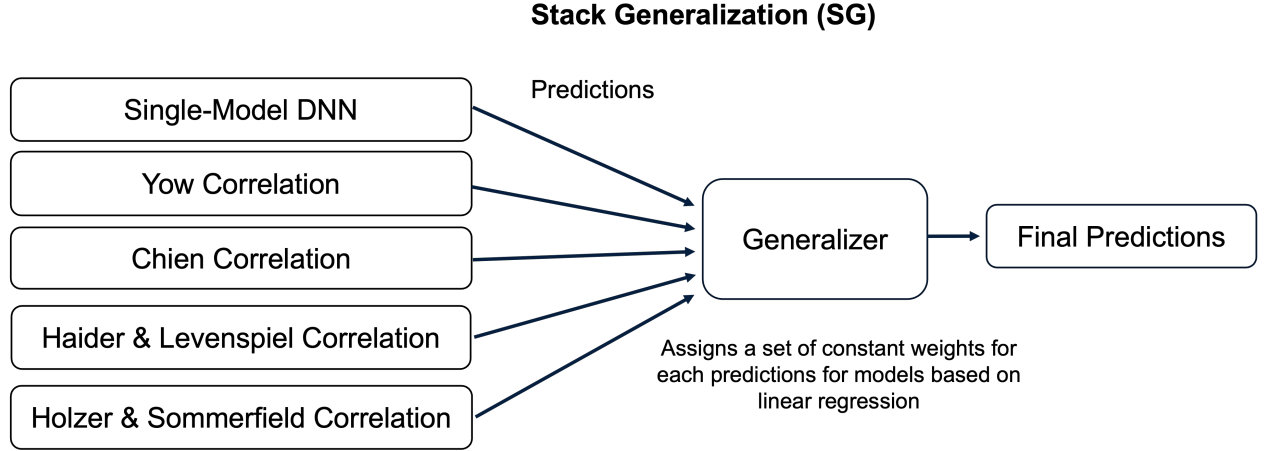 Stack Generalization (SG)
Predictions
Single-Model DNN
Yow Correlation
Chien Correlation
Haider & Levenspiel Correlation
Holzer & Sommerfield Correlation
Generalizer
Final Predictions
Assigns a set of constant weights for
each predictions for models based on
linear regression